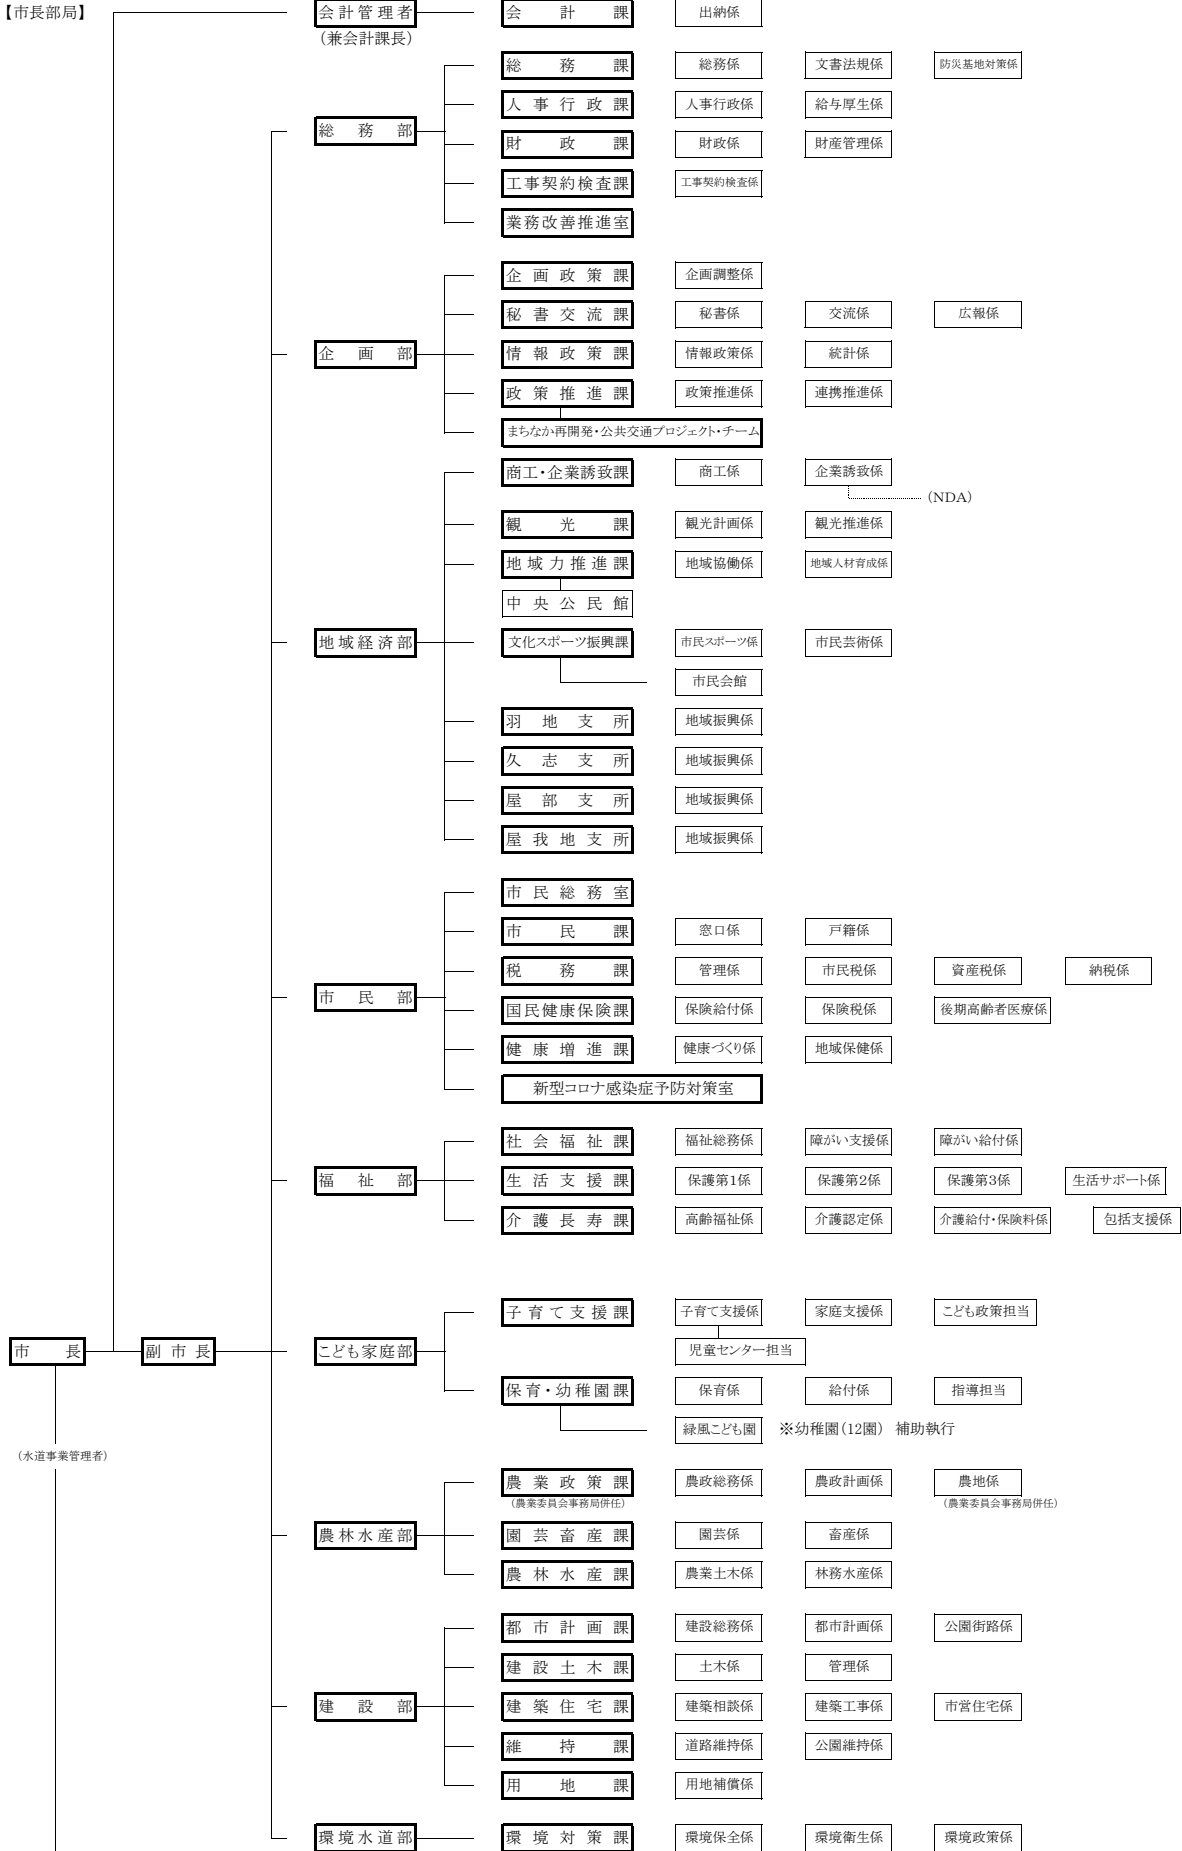 【市長部局】 会計管理者 会計課 出納係
（兼会計課長）
総務課 総務係 文書法規係 防災基地対策係
人事行政課 人事行政係 給与厚生係
総務部
財政課 財政係 財産管理係
工事契約検査課 工事契約検査係
業務改善推進室
企画政策課 企画調整係
秘書交流課 秘書係 交流係 広報係
企画部 情報政策課 情報政策係 統計係
政策推進課 政策推進係 連携推進係
まちなか再開発・公共交通プロジェクト・チーム
商工・企業誘致課 商工係 企業誘致係
（NDA）
観光課 観光計画係 観光推進係
地域力推進課 地域協働係 地域人材育成係
中央公民館
地域経済部 文化スポーツ振興課 市民スポーツ係 市民芸術係
市民会館
羽地支所 地域振興係
久志支所 地域振興係
屋部支所 地域振興係
屋我地支所 地域振興係
市民総務室
市民課 窓口係 戸籍係
税務課 管理係 市民税係 資産税係 納税係
市民部
国民健康保険課 保険給付係 保険税係 後期高齢者医療係
健康増進課 健康づくり係 地域保健係
新型コロナ感染症予防対策室
社会福祉課 福祉総務係 障がい支援係 障がい給付係
福祉部 生活支援課 保護第1係 保護第2係 保護第3係 生活サポート係
介護長寿課 高齢福祉係 介護認定係 介護給付・保険料係 包括支援係
子育て支援課 子育て支援係 家庭支援係 こども政策担当
市長 副市長 こども家庭部 児童センター担当
保育・幼稚園課 保育係 給付係 指導担当
緑風こども園 ※幼稚園（12園） 補助執行
（水道事業管理者）
農業政策課 農政総務係 農政計画係 農地係
（農業委員会事務局併任） （農業委員会事務局併任）
農林水産部 園芸畜産課 園芸係 畜産係
農林水産課 農業土木係 林務水産係
都市計画課 建設総務係 都市計画係 公園街路係
建設土木課 土木係 管理係
建設部 建築住宅課 建築相談係 建築工事係 市営住宅係
維持課 道路維持係 公園維持係
用地課 用地補償係
環境水道部 環境対策課 環境保全係 環境衛生係 環境政策係